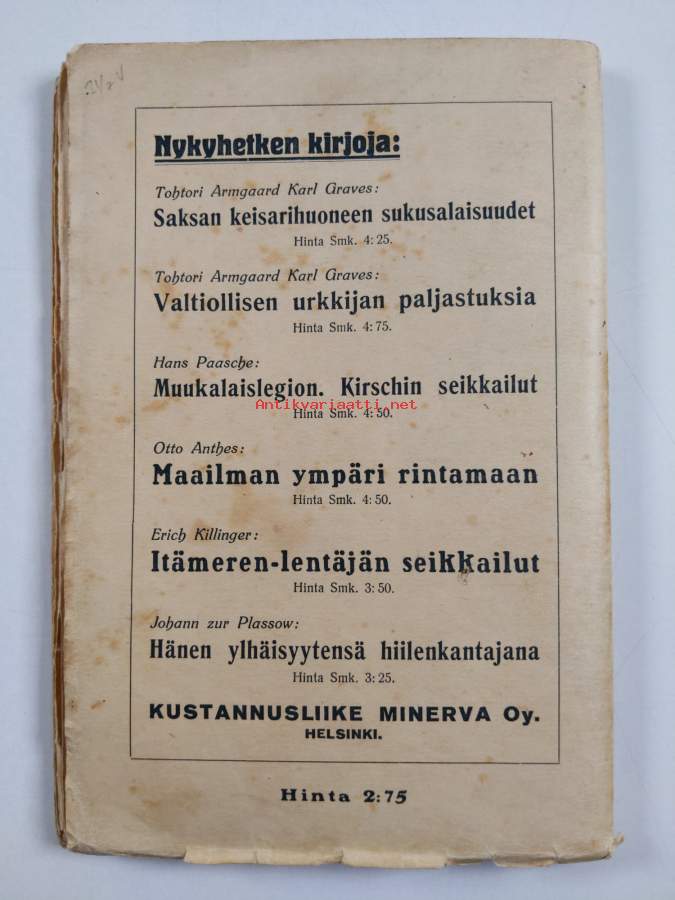 Nykyhetken kirjoja:
Tohtori Armgaard Karl Graves:
Saksan keisarihuoneen sukusalaisuudet
Hinta Smk. 4:25.
Tohtori Armgaard Karl Graves:
Valtiollisen urkkijan paljastuksia
Hinta Smk. 4:75.
Hans Paasche:
Muukalaislegion. Kirschin seikkailut
Antikvariaatti.net
Hinta Smk. 4:50.
Otto Anthes:
Maailman ympäri rintamaan
Hinta Smk. 4:50.
Erich Killinger:
Itämeren-lentäjän seikkailut
Hinta Smk. 3:50.
Johann zur Plassow:
Hänen ylhäisyytensä hiilenkantajana
Hinta Smk. 3:25.
KUSTANNUSLIIKE MINERVA Oy.
HELSINKI.
Hinta 2:75